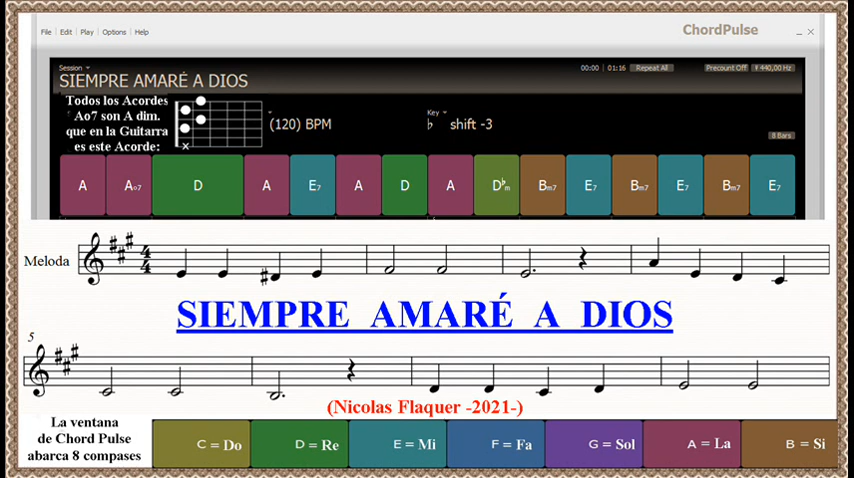 File Edit Play Options Help
ChordPulse
Session
00:00 01:16 Repeat All Precount Off 440,00 Hz
SIEMPRE AMARÉ A DIOS
Todos los Acordes
Ao7 son A dim.
que en la Guitarra
es este Acorde:
x
(120) BPM
Key
♭ shift -3
8 Bars
A Ao7 D A E7 A D A D♭m Bm7 E7 Bm7 E7 Bm7 E7
Meloda
4
4
SIEMPRE AMARÉ A DIOS
5
(Nicolas Flaquer -2021-)
La ventana
de Chord Pulse
abarca 8 compases
C = Do D = Re E = Mi F = Fa G = Sol A = La B = Si